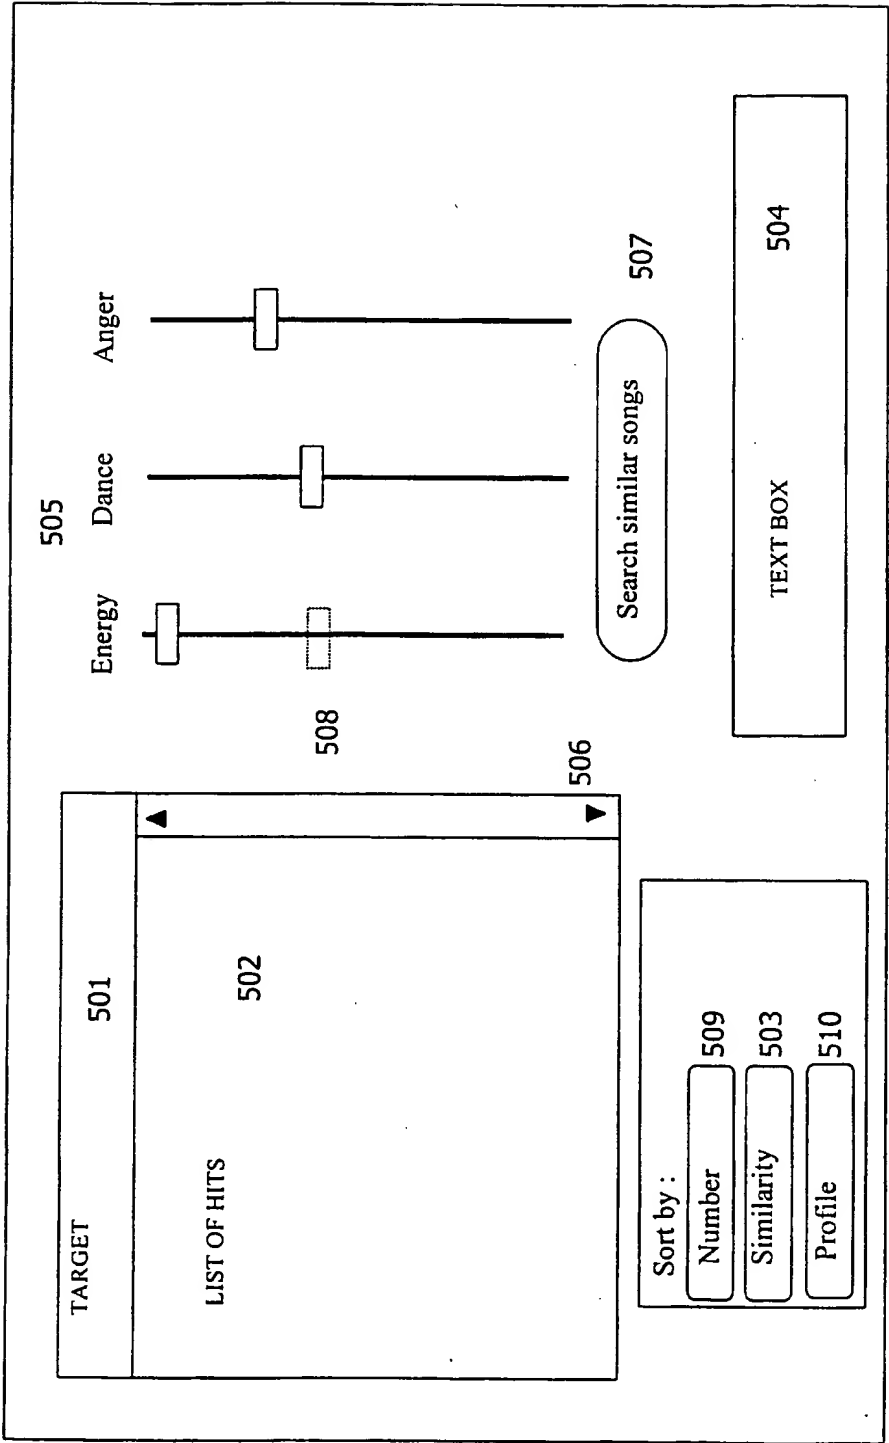 TARGET
501
LIST OF HITS
502
506
508
505
Energy
Dance
Anger
Search similar songs
507
Sort by :
Number
509
Similarity
503
Profile
510
TEXT BOX
504